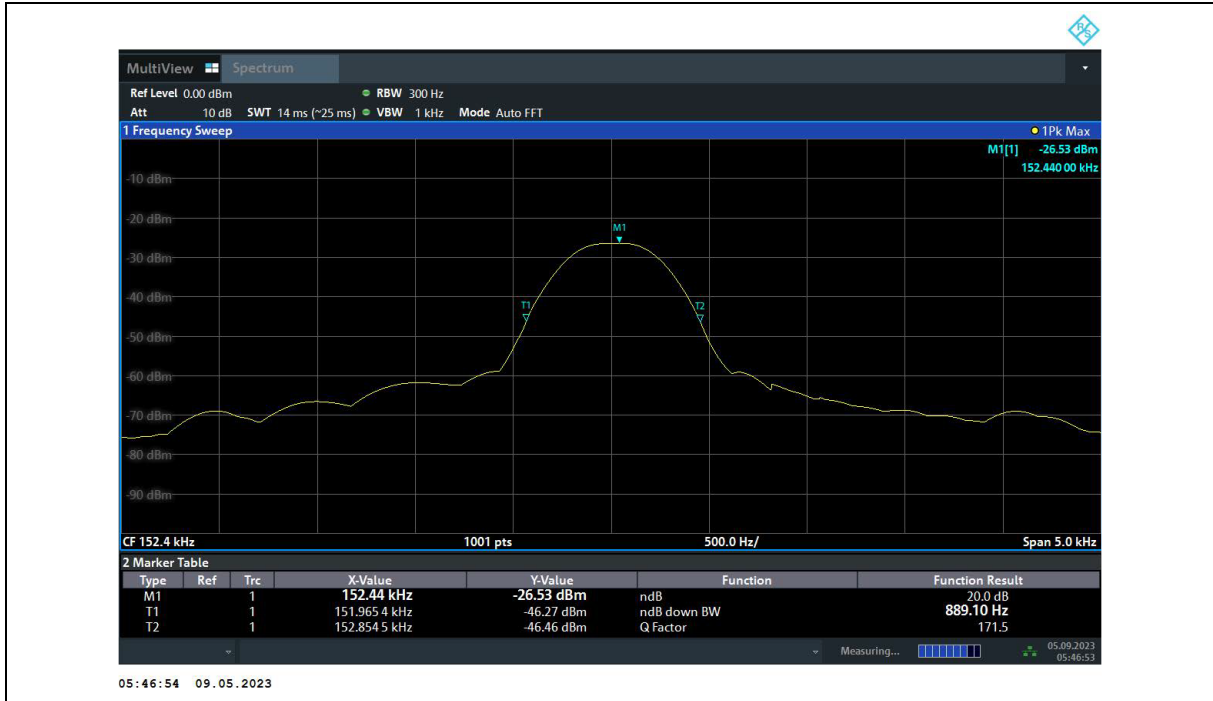 R S
MultiView Spectrum
Ref Level 0.00 dBm RBW 300 Hz
Att 10 dB SWT 14 ms (~25 ms) VBW 1 kHz Mode Auto FFT
1 Frequency Sweep 1Pk Max
M1[1] -26.53 dBm
152.440 00 kHz
-10 dBm
-20 dBm
M1
-30 dBm
-40 dBm
T1 T2
-50 dBm
-60 dBm
-70 dBm
-80 dBm
-90 dBm
CF 152.4 kHz 1001 pts 500.0 Hz/ Span 5.0 kHz
2 Marker Table
Type Ref Trc X-Value Y-Value Function Function Result
M1 1 152.44 kHz -26.53 dBm ndB 20.0 dB
T1 1 151.965 4 kHz -46.27 dBm ndB down BW 889.10 Hz
T2 1 152.854 5 kHz -46.46 dBm Q Factor 171.5
Measuring... 05.09.2023
05:46:53
05:46:54 09.05.2023